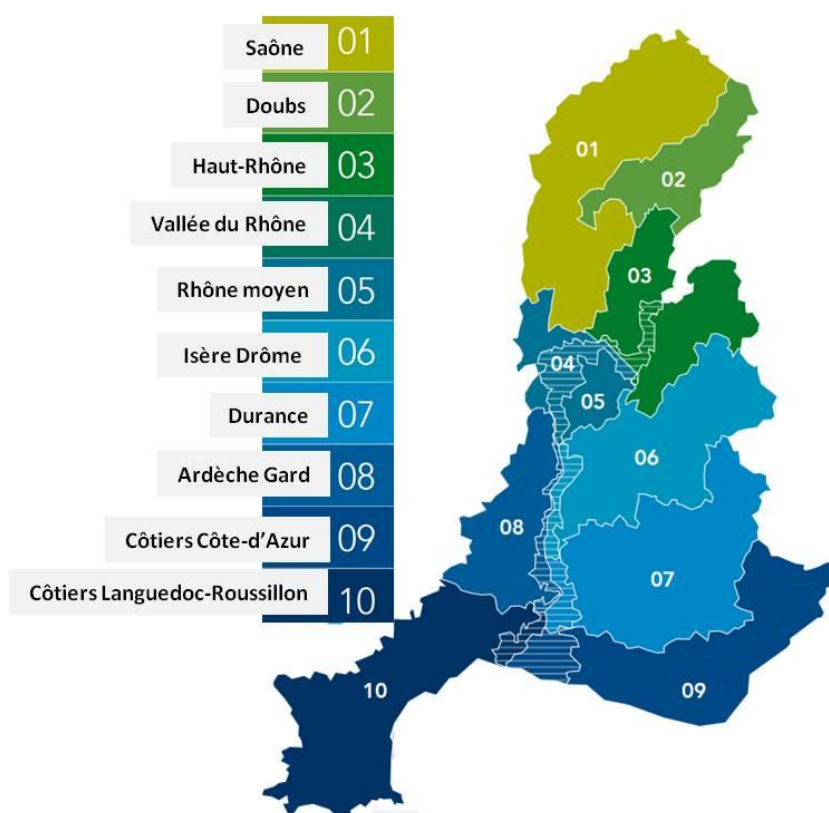 Saône 01
Doubs 02
Haut-Rhône 03
Vallée du Rhône 04
Rhône moyen 05
Isère Drôme 06
Durance 07
Ardèche Gard 08
Côtiers Côte-d’Azur 09
Côtiers Languedoc-Roussillon 10
01
02
03
04
05
06
08
07
10
09